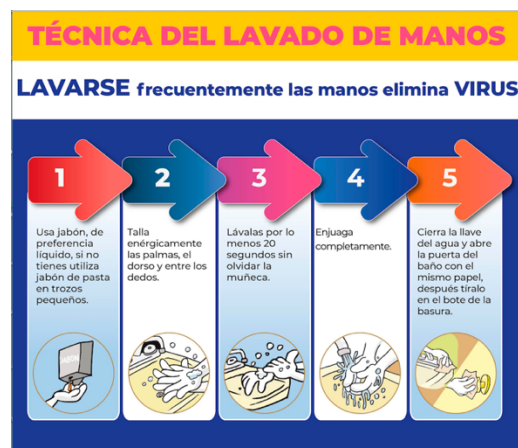 TÉCNICA DEL LAVADO DE MANOS
LAVARSE frecuentemente las manos elimina VIRUS
1
Usa jabón, de
preferencia
líquido, si no
tienes utiliza
jabón de pasta
en trozos
pequeños.
JABÓN
2
Talla
enérgicamente
las palmas, el
dorso y entre los
dedos.
3
Lávalas por lo
menos 20
segundos sin
olvidar la
muñeca.
4
Enjuaga
completamente.
5
Cierra la llave
del agua y abre
la puerta del
baño con el
mismo papel,
después tíralo
en el bote de la
basura.